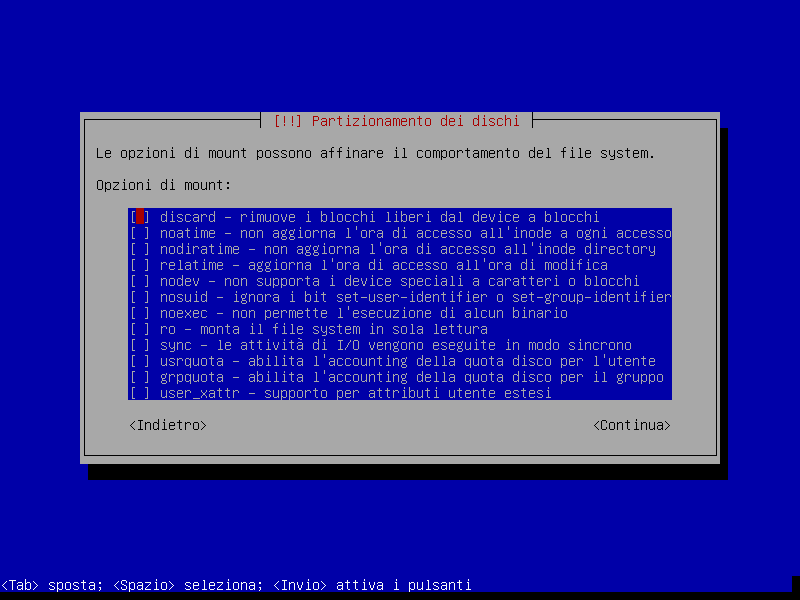 [!!] Partizionamento dei dischi
Le opzioni di mount possono affinare il comportamento del file system.
Opzioni di mount:
[ ] discard - rimuove i blocchi liberi dal device a blocchi
[ ] noatime - non aggiorna l'ora di accesso all'inode a ogni accesso
[ ] nodiratime - non aggiorna l'ora di accesso all'inode directory
[ ] relatime - aggiorna l'ora di accesso all'ora di modifica
[ ] nodev - non supporta i device speciali a caratteri o blocchi
[ ] nosuid - ignora i bit set-user-identifier o set-group-identifier
[ ] noexec - non permette l'esecuzione di alcun binario
[ ] ro - monta il file system in sola lettura
[ ] sync - le attività di I/O vengono eseguite in modo sincrono
[ ] usrquota - abilita l'accounting della quota disco per l'utente
[ ] grpquota - abilita l'accounting della quota disco per il gruppo
[ ] user_xattr - supporto per attributi utente estesi
<Indietro> <Continua>
<Tab> sposta; <Spazio> seleziona; <Invio> attiva i pulsanti